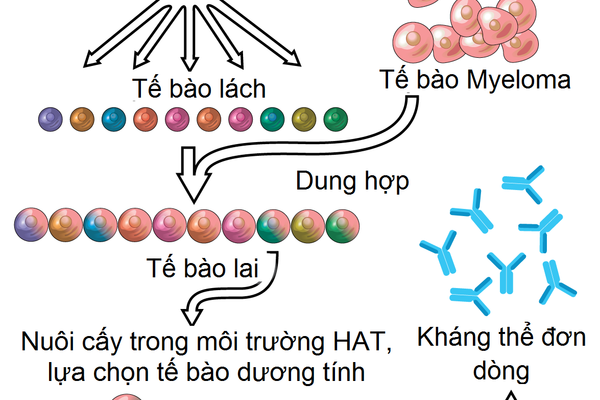 Tế bào lách
Tế bào Myeloma
Dung hợp
Tế bào lai
Nuôi cấy trong môi trường HAT,
lựa chọn tế bào dương tính
Kháng thể đơn
dòng